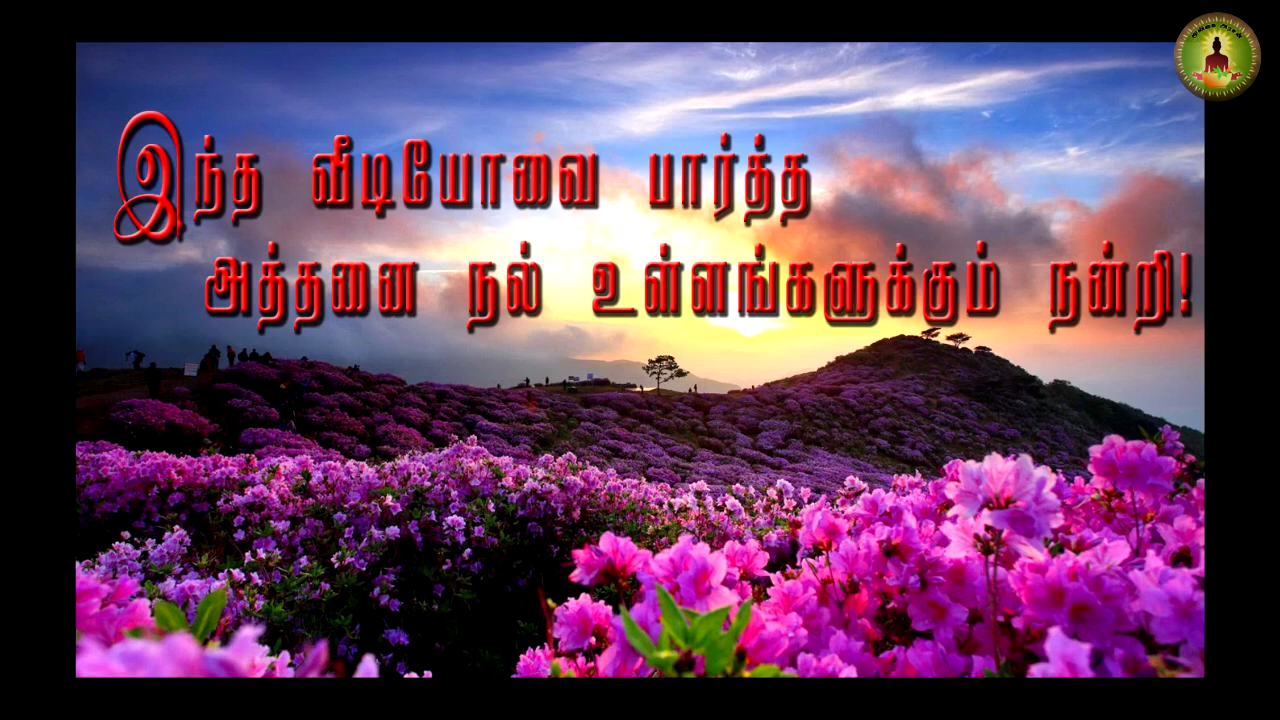 இந்த வீடியோவை பார்த்த
அத்தனை நல் உள்ளங்களுக்கும் நன்றி!